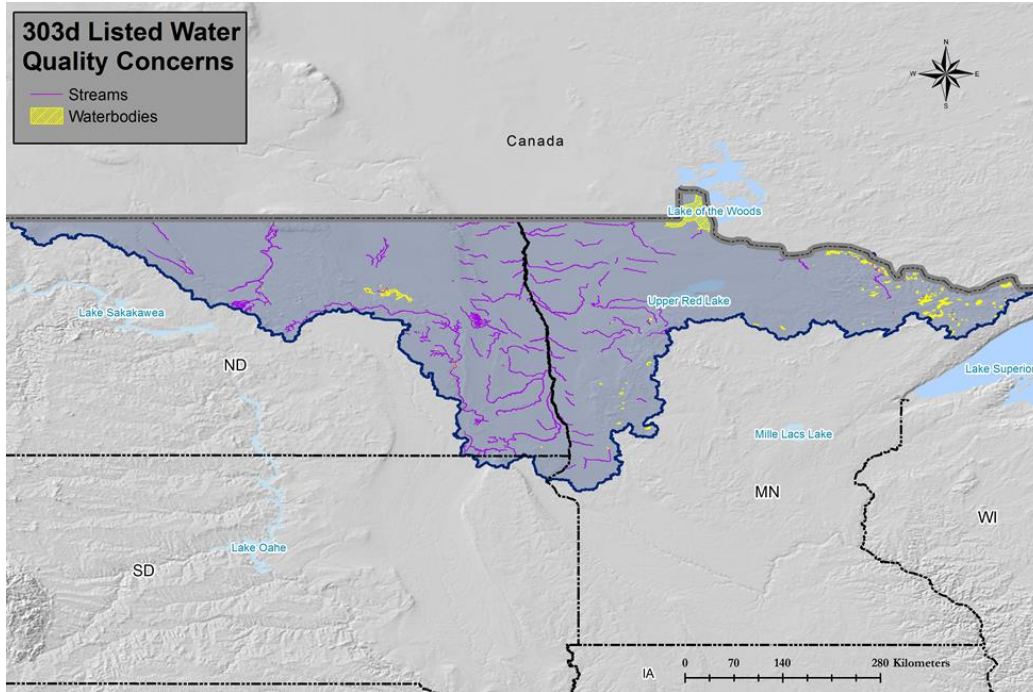 303d Listed Water
Quality Concerns
Streams
Waterbodies
N
W
E
S
Canada
Lake of the Woods
Upper Red Lake
Lake Sakakawea
ND
Lake Superior
Mille Lacs Lake
MN
WI
Lake Oahe
SD
IA
0 70 140 280 Kilometers